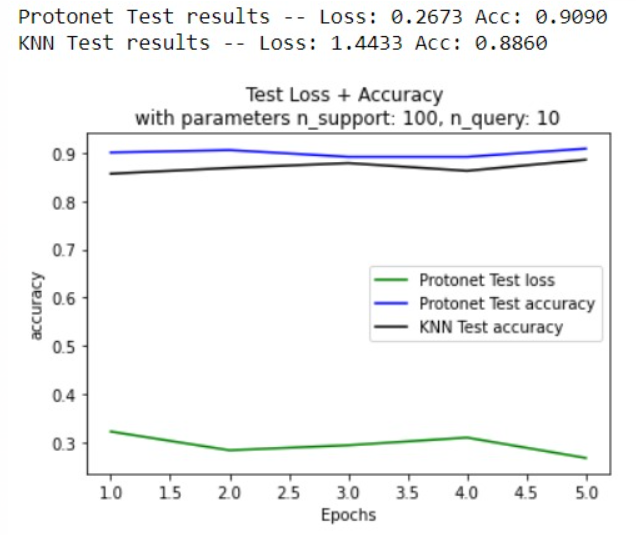 Protonet Test results -- Loss: 0.2673 Acc: 0.9090
KNN Test results -- Loss: 1.4433 Acc: 0.8860
Test Loss + Accuracy
with parameters n_support: 100, n_query: 10
0.9
0.8
0.7
0.6
0.5
0.4
0.3
accuracy
Protonet Test loss
Protonet Test accuracy
KNN Test accuracy
1.0 1.5 2.0 2.5 3.0 3.5 4.0 4.5 5.0
Epochs